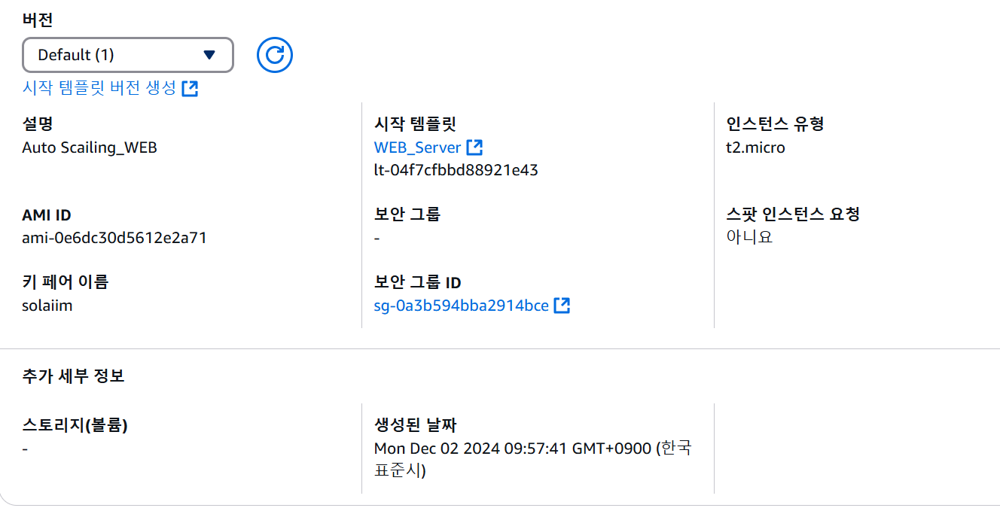 버전
Default (1)
시작 템플릿 버전 생성
설명
Auto Scailing_WEB
시작 템플릿
WEB_Server
lt-04f7cfbbd88921e43
인스턴스 유형
t2.micro
AMI ID
ami-0e6dc30d5612e2a71
보안 그룹
-
스팟 인스턴스 요청
아니요
키 페어 이름
solaiim
보안 그룹 ID
sg-0a3b594bba2914bce
추가 세부 정보
스토리지(볼륨)
-
생성된 날짜
Mon Dec 02 2024 09:57:41 GMT+0900 (한국
표준시)